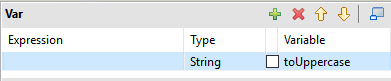 Var
Expression Type Variable
String toUppercase